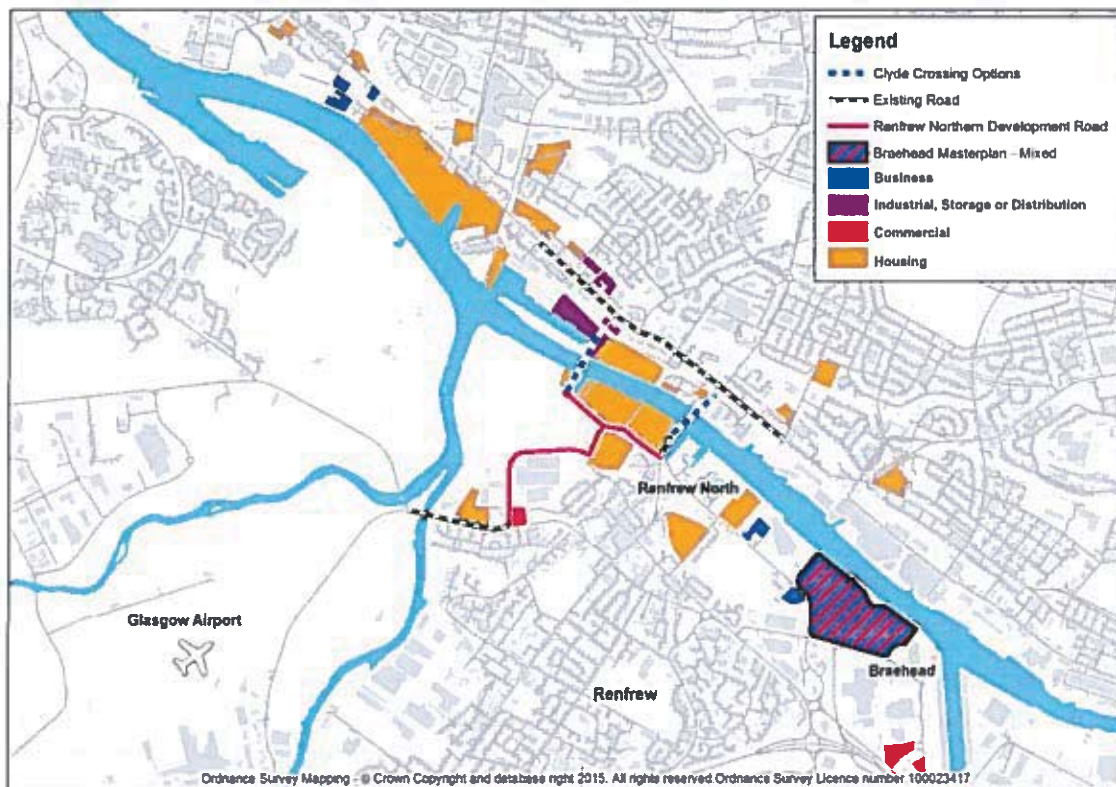 Legend
Clyde Crossing Options
Existing Road
Renfrew Northern Development Road
Braehead Masterplan - Mixed
Business
Industrial, Storage or Distribution
Commercial
Housing
Renfrew North
Glasgow Airport
Braehead
Renfrew
Ordnance Survey Mapping - © Crown Copyright and database right 2015. All rights reserved Ordnance Survey Licence number 100023417